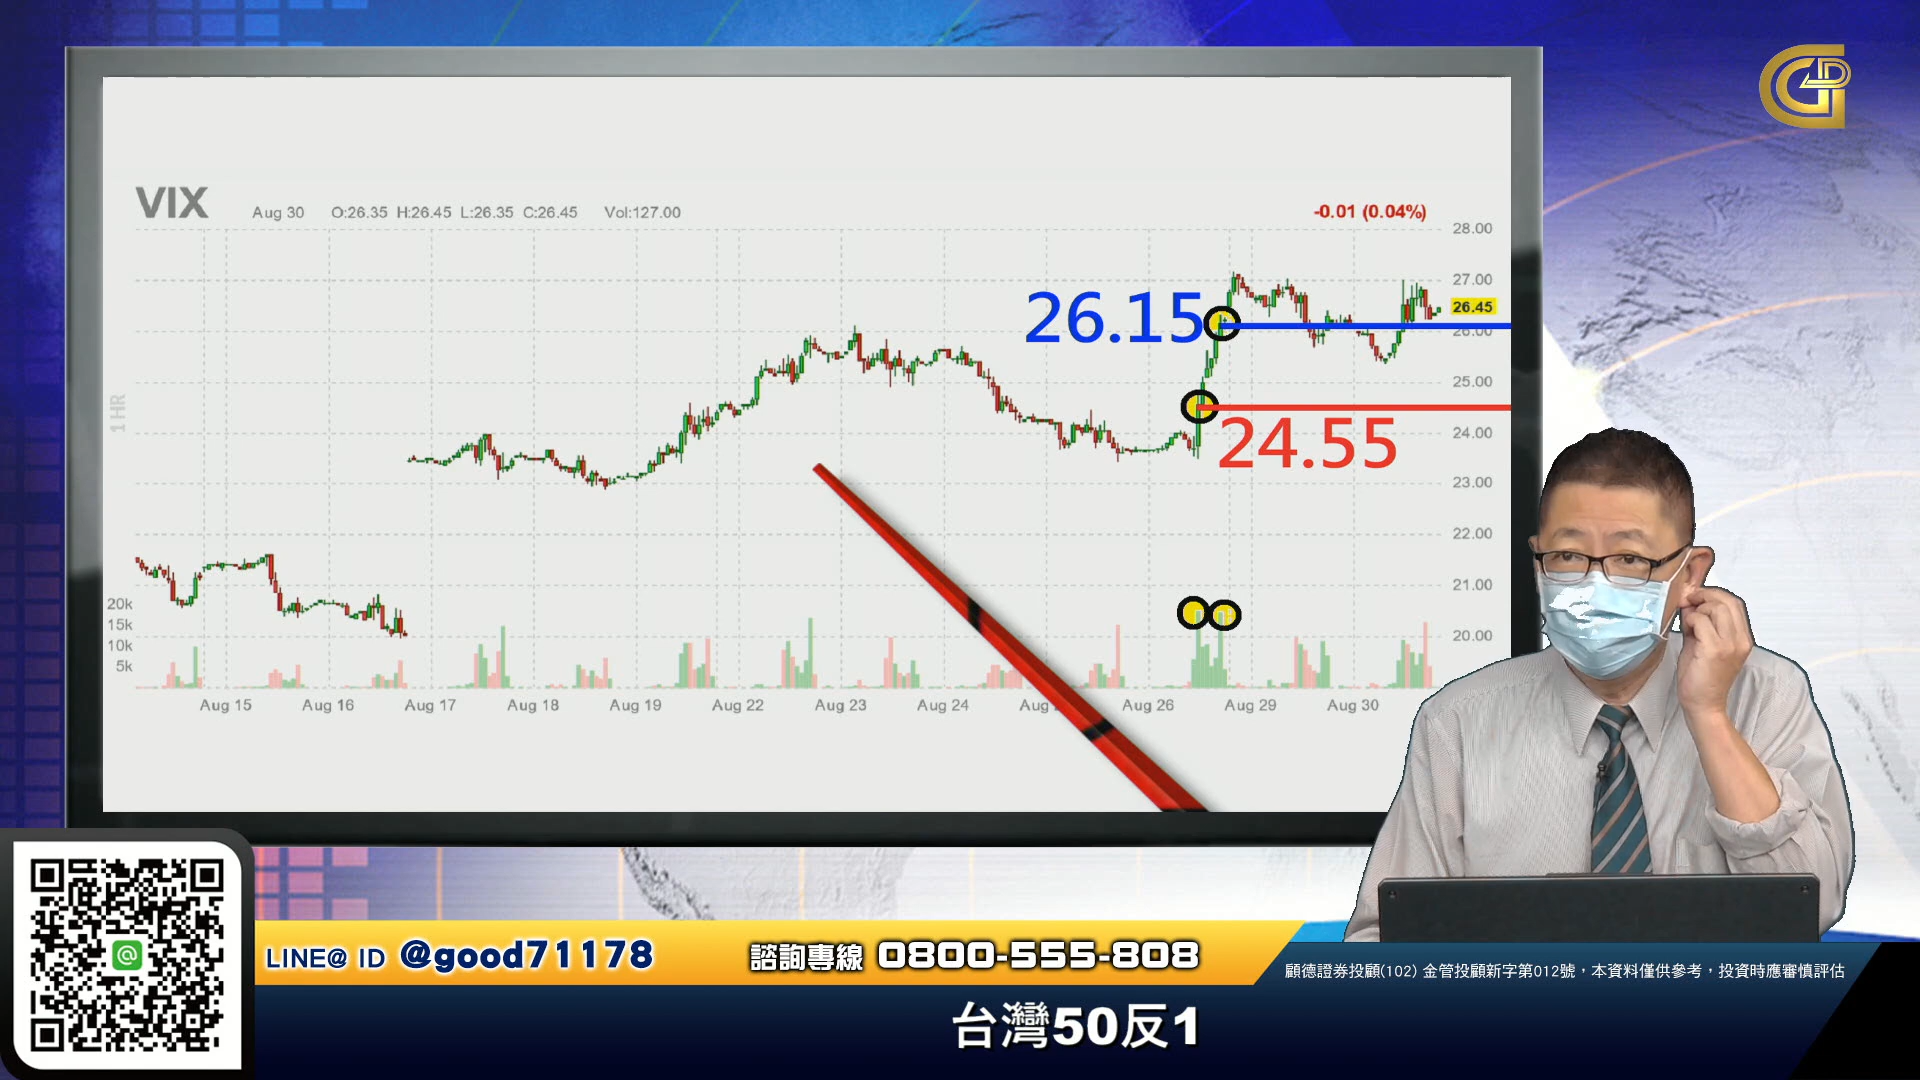 VIX
Aug 30 O:26.35 H:26.45 L:26.35 C:26.45 Vol:127.00
-0.01 (0.04%)
28.00
27.00
26.45
26.00
25.00
24.00
23.00
22.00
21.00
20.00
26.15
24.55
1 HR
20k
15k
10k
5k
Aug 15 Aug 16 Aug 17 Aug 18 Aug 19 Aug 22 Aug 23 Aug 24 Aug Aug 26 Aug 29 Aug 30
LINE@ ID @good71178
諮詢專線 0800-555-808
顧德證券投顧(102) 金管投顧新字第012號，本資料僅供參考，投資時應審慎評估
台灣50反1